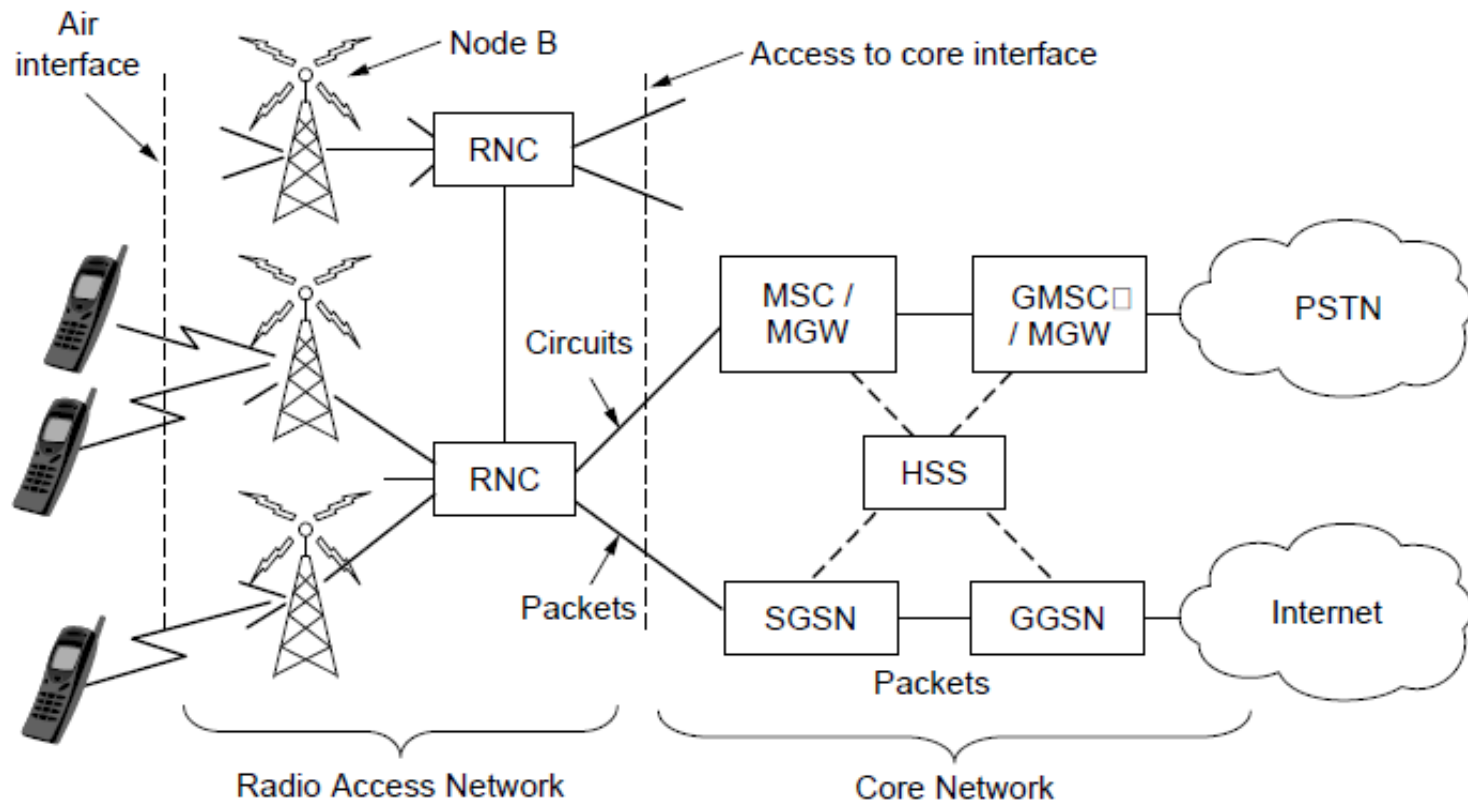 Air
interface
Node B
Access to core interface
RNC
MSC /
MGW
GMSC□
/ MGW
PSTN
Circuits
RNC
HSS
Packets
SGSN
GGSN
Internet
Packets
Radio Access Network
Core Network